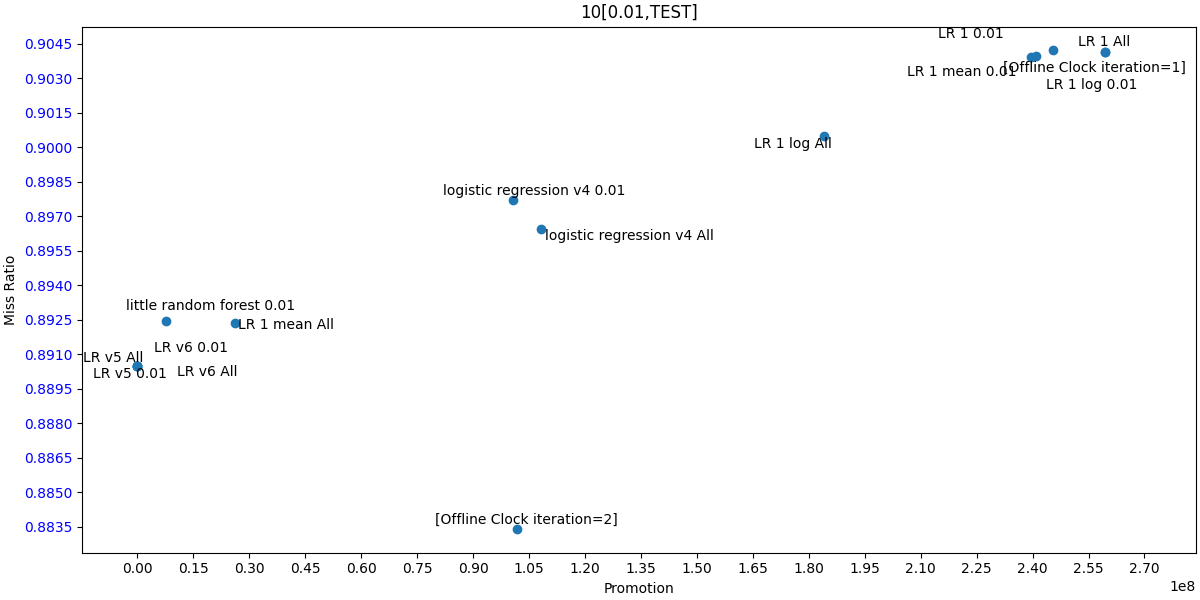 10[0.01,TEST]
0.9045
0.9030
0.9015
0.9000
0.8985
0.8970
0.8955
0.8940
0.8925
0.8910
0.8895
0.8880
0.8865
0.8850
0.8835
Miss Ratio
LR 1 0.01
LR 1 All
LR 1 mean 0.01
[Offline Clock iteration=1]
LR 1 log 0.01
LR 1 log All
logistic regression v4 0.01
logistic regression v4 All
little random forest 0.01
LR 1 mean All
LR v6 0.01
LR v5 All
LR v5 0.01
LR v6 All
[Offline Clock iteration=2]
0.00 0.15 0.30 0.45 0.60 0.75 0.90 1.05 1.20 1.35 1.50 1.65 1.80 1.95 2.10 2.25 2.40 2.55 2.70
1e8
Promotion